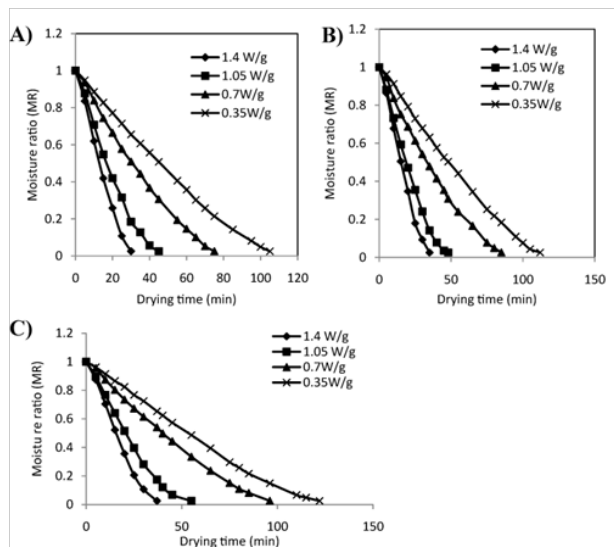 A)
Moisture ratio (MR)
1.2
1
0.8
0.6
0.4
0.2
0
1.4 W/g
1.05 W/g
0.7 W/g
0.35W/g
0 20 40 60 80 100 120
Drying time (min)
B)
Moisture ratio (MR)
1.2
1
0.8
0.6
0.4
0.2
0
1.4 W/g
1.05 W/g
0.7W/g
0.35W/g
0 50 100 150
Drying time (min)
C)
Moisture ratio (MR)
1.2
1
0.8
0.6
0.4
0.2
0
1.4 W/g
1.05 W/g
0.7W/g
0.35W/g
0 50 100 150
Drying time (min)